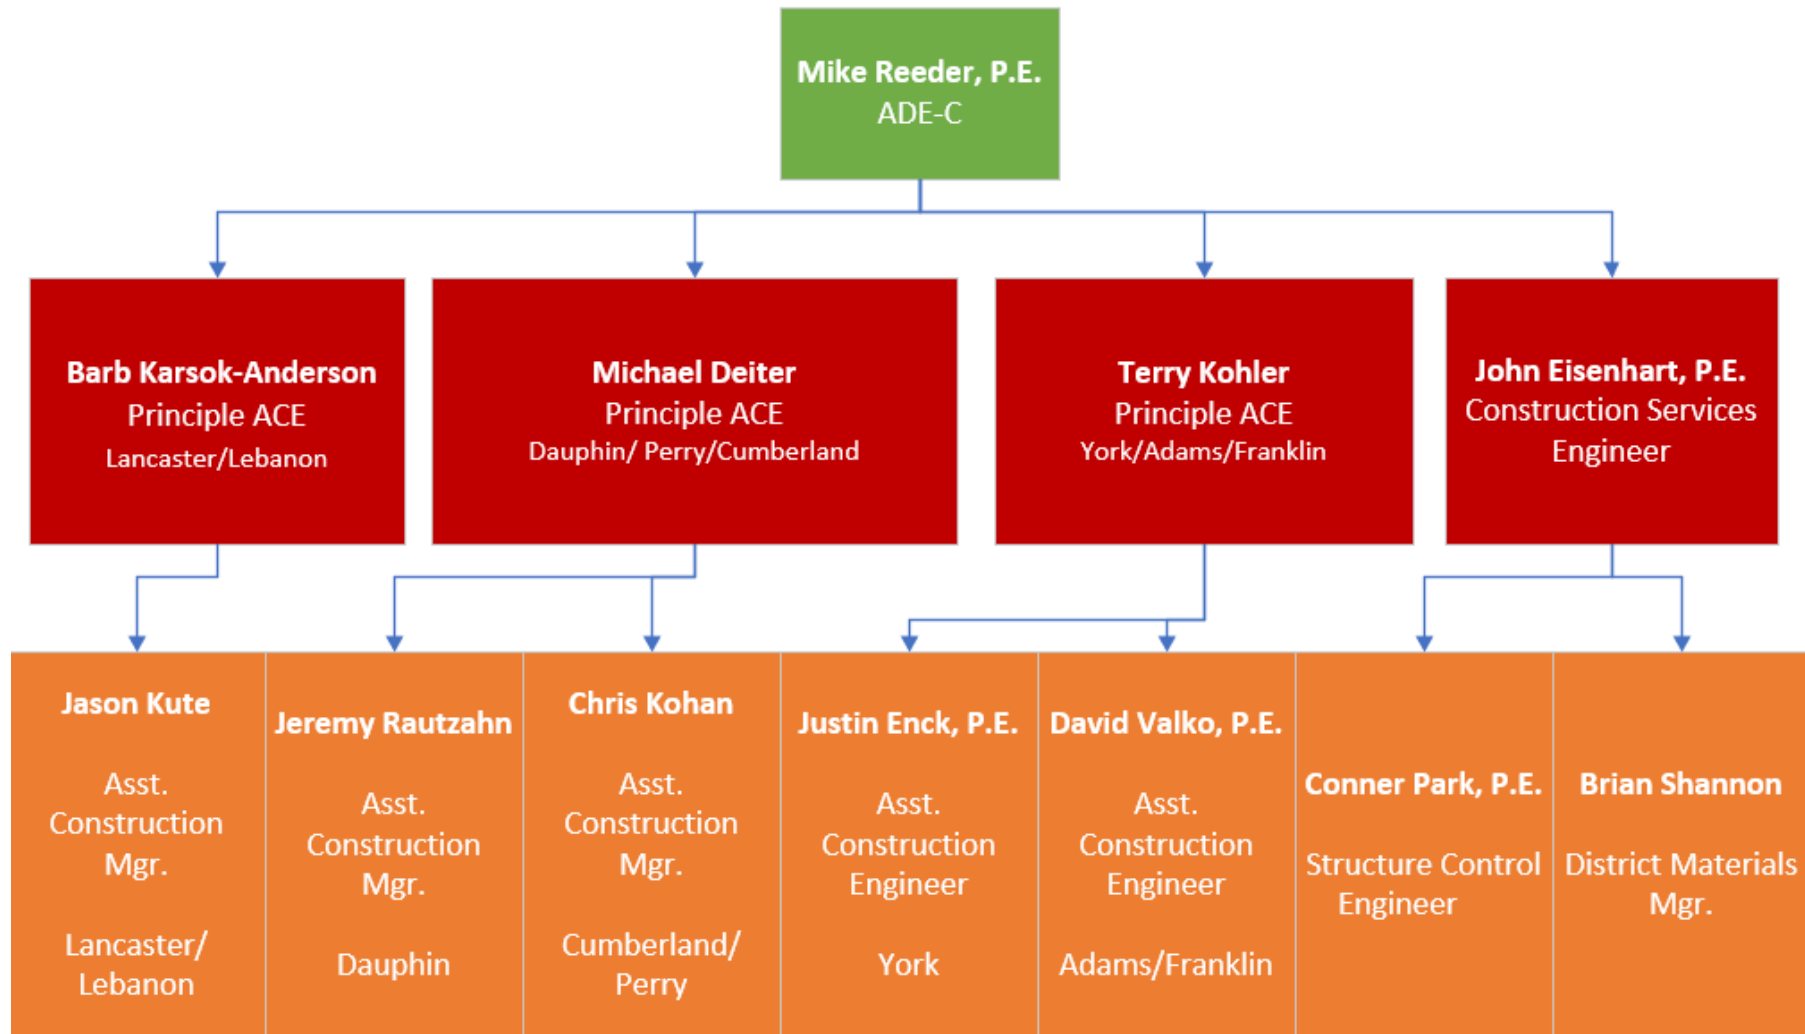 Mike Reeder, P.E.
ADE-C
Barb Karsok-Anderson
Principle ACE
Lancaster/Lebanon
Michael Deiter
Principle ACE
Dauphin/ Perry/Cumberland
Terry Kohler
Principle ACE
York/Adams/Franklin
John Eisenhart, P.E.
Construction Services
Engineer
Jason Kute
Asst.
Construction
Mgr.
Lancaster/
Lebanon
Jeremy Rautzahn
Asst.
Construction
Mgr.
Dauphin
Chris Kohan
Asst.
Construction
Mgr.
Cumberland/
Perry
Justin Enck, P.E.
Asst.
Construction
Engineer
York
David Valko, P.E.
Asst.
Construction
Engineer
Adams/Franklin
Conner Park, P.E.
Structure Control
Engineer
Brian Shannon
District Materials
Mgr.